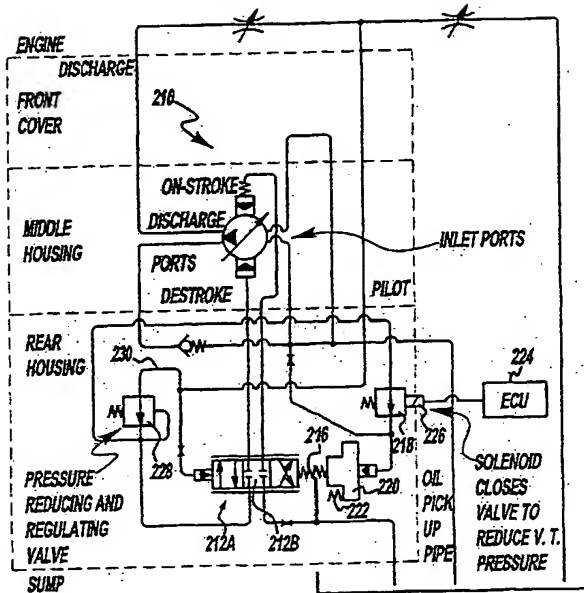 ENGINE
DISCHARGE
FRONT
COVER
210
ON-STROKE
MIDDLE
HOUSING
DISCHARGE
PORTS
DESTROKE
INLET PORTS
PILOT
REAR
HOUSING
230
224
ECU
228
216
218
226
220
222
PRESSURE
REDUCING AND
REGULATING
VALVE
212A
212B
OIL
PICK
UP
PIPE
SOLENOID
CLOSES
VALVE TO
REDUCE V. T.
PRESSURE
SUMP